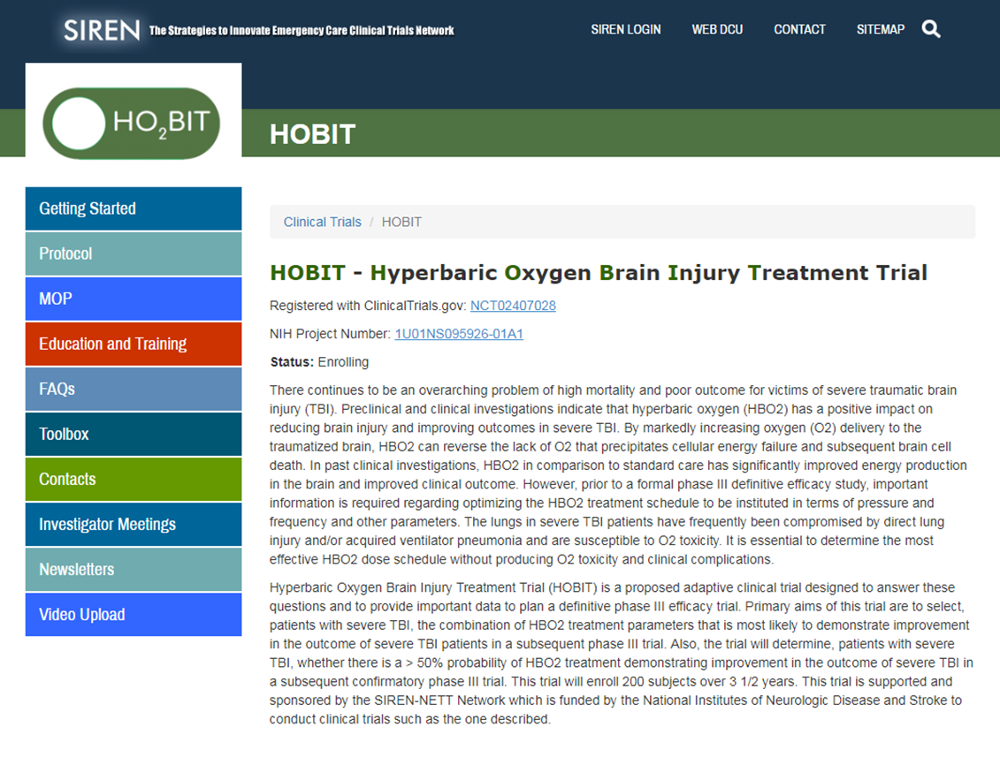 SIREN The Strategies to Innovate Emergency Care Clinical Trials Network
SIREN LOGIN WEB DCU CONTACT SITEMAP
HO2BIT
HOBIT
Getting Started
Protocol
MOP
Education and Training
FAQs
Toolbox
Contacts
Investigator Meetings
Newsletters
Video Upload
Clinical Trials / HOBIT
HOBIT - Hyperbaric Oxygen Brain Injury Treatment Trial
Registered with ClinicalTrials.gov: NCT02407028
NIH Project Number: 1U01NS095926-01A1
Status: Enrolling
There continues to be an overarching problem of high mortality and poor outcome for victims of severe traumatic brain
injury (TBI). Preclinical and clinical investigations indicate that hyperbaric oxygen (HBO2) has a positive impact on
reducing brain injury and improving outcomes in severe TBI. By markedly increasing oxygen (O2) delivery to the
traumatized brain, HBO2 can reverse the lack of O2 that precipitates cellular energy failure and subsequent brain cell
death. In past clinical investigations, HBO2 in comparison to standard care has significantly improved energy production
in the brain and improved clinical outcome. However, prior to a formal phase III definitive efficacy study, important
information is required regarding optimizing the HBO2 treatment schedule to be instituted in terms of pressure and
frequency and other parameters. The lungs in severe TBI patients have frequently been compromised by direct lung
injury and/or acquired ventilator pneumonia and are susceptible to O2 toxicity. It is essential to determine the most
effective HBO2 dose schedule without producing O2 toxicity and clinical complications.
Hyperbaric Oxygen Brain Injury Treatment Trial (HOBIT) is a proposed adaptive clinical trial designed to answer these
questions and to provide important data to plan a definitive phase III efficacy trial. Primary aims of this trial are to select,
patients with severe TBI, the combination of HBO2 treatment parameters that is most likely to demonstrate improvement
in the outcome of severe TBI patients in a subsequent phase III trial. Also, the trial will determine, patients with severe
TBI, whether there is a > 50% probability of HBO2 treatment demonstrating improvement in the outcome of severe TBI in
a subsequent confirmatory phase III trial. This trial will enroll 200 subjects over 3 1/2 years. This trial is supported and
sponsored by the SIREN-NETT Network which is funded by the National Institutes of Neurologic Disease and Stroke to
conduct clinical trials such as the one described.